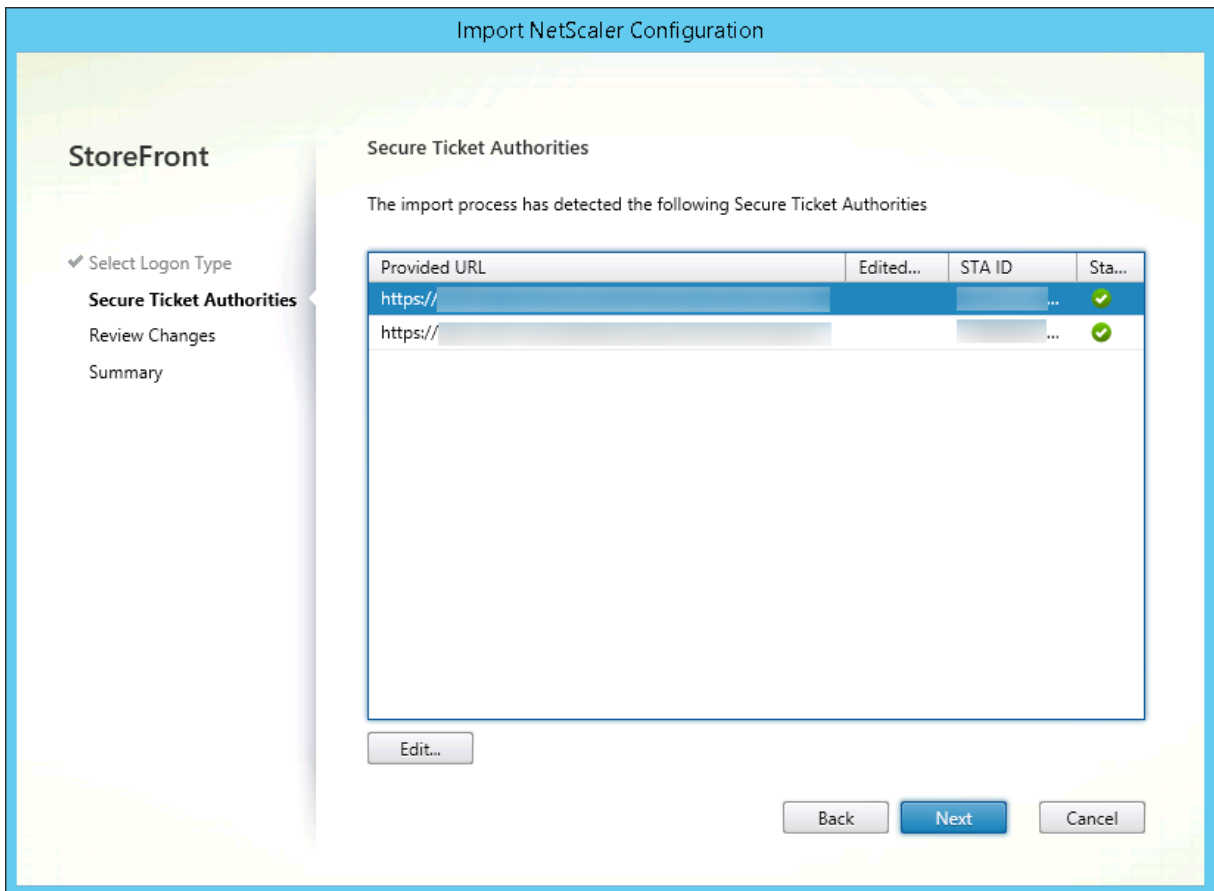 Import NetScaler Configuration
StoreFront
Select Logon Type
Secure Ticket Authorities
Review Changes
Summary
Secure Ticket Authorities
The import process has detected the following Secure Ticket Authorities
Provided URL Edited... STA ID Sta...
https:// ...
https:// ...
Edit...
Back Next Cancel